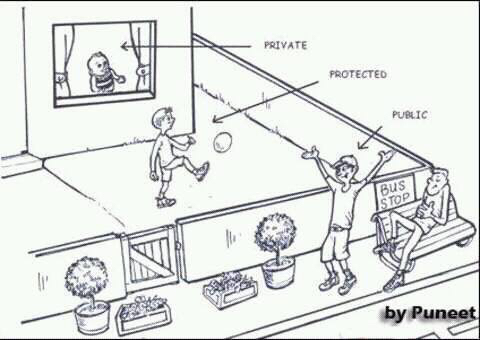 PRIVATE
PROTECTED
PUBLIC
BUS
STOP
by Puneet